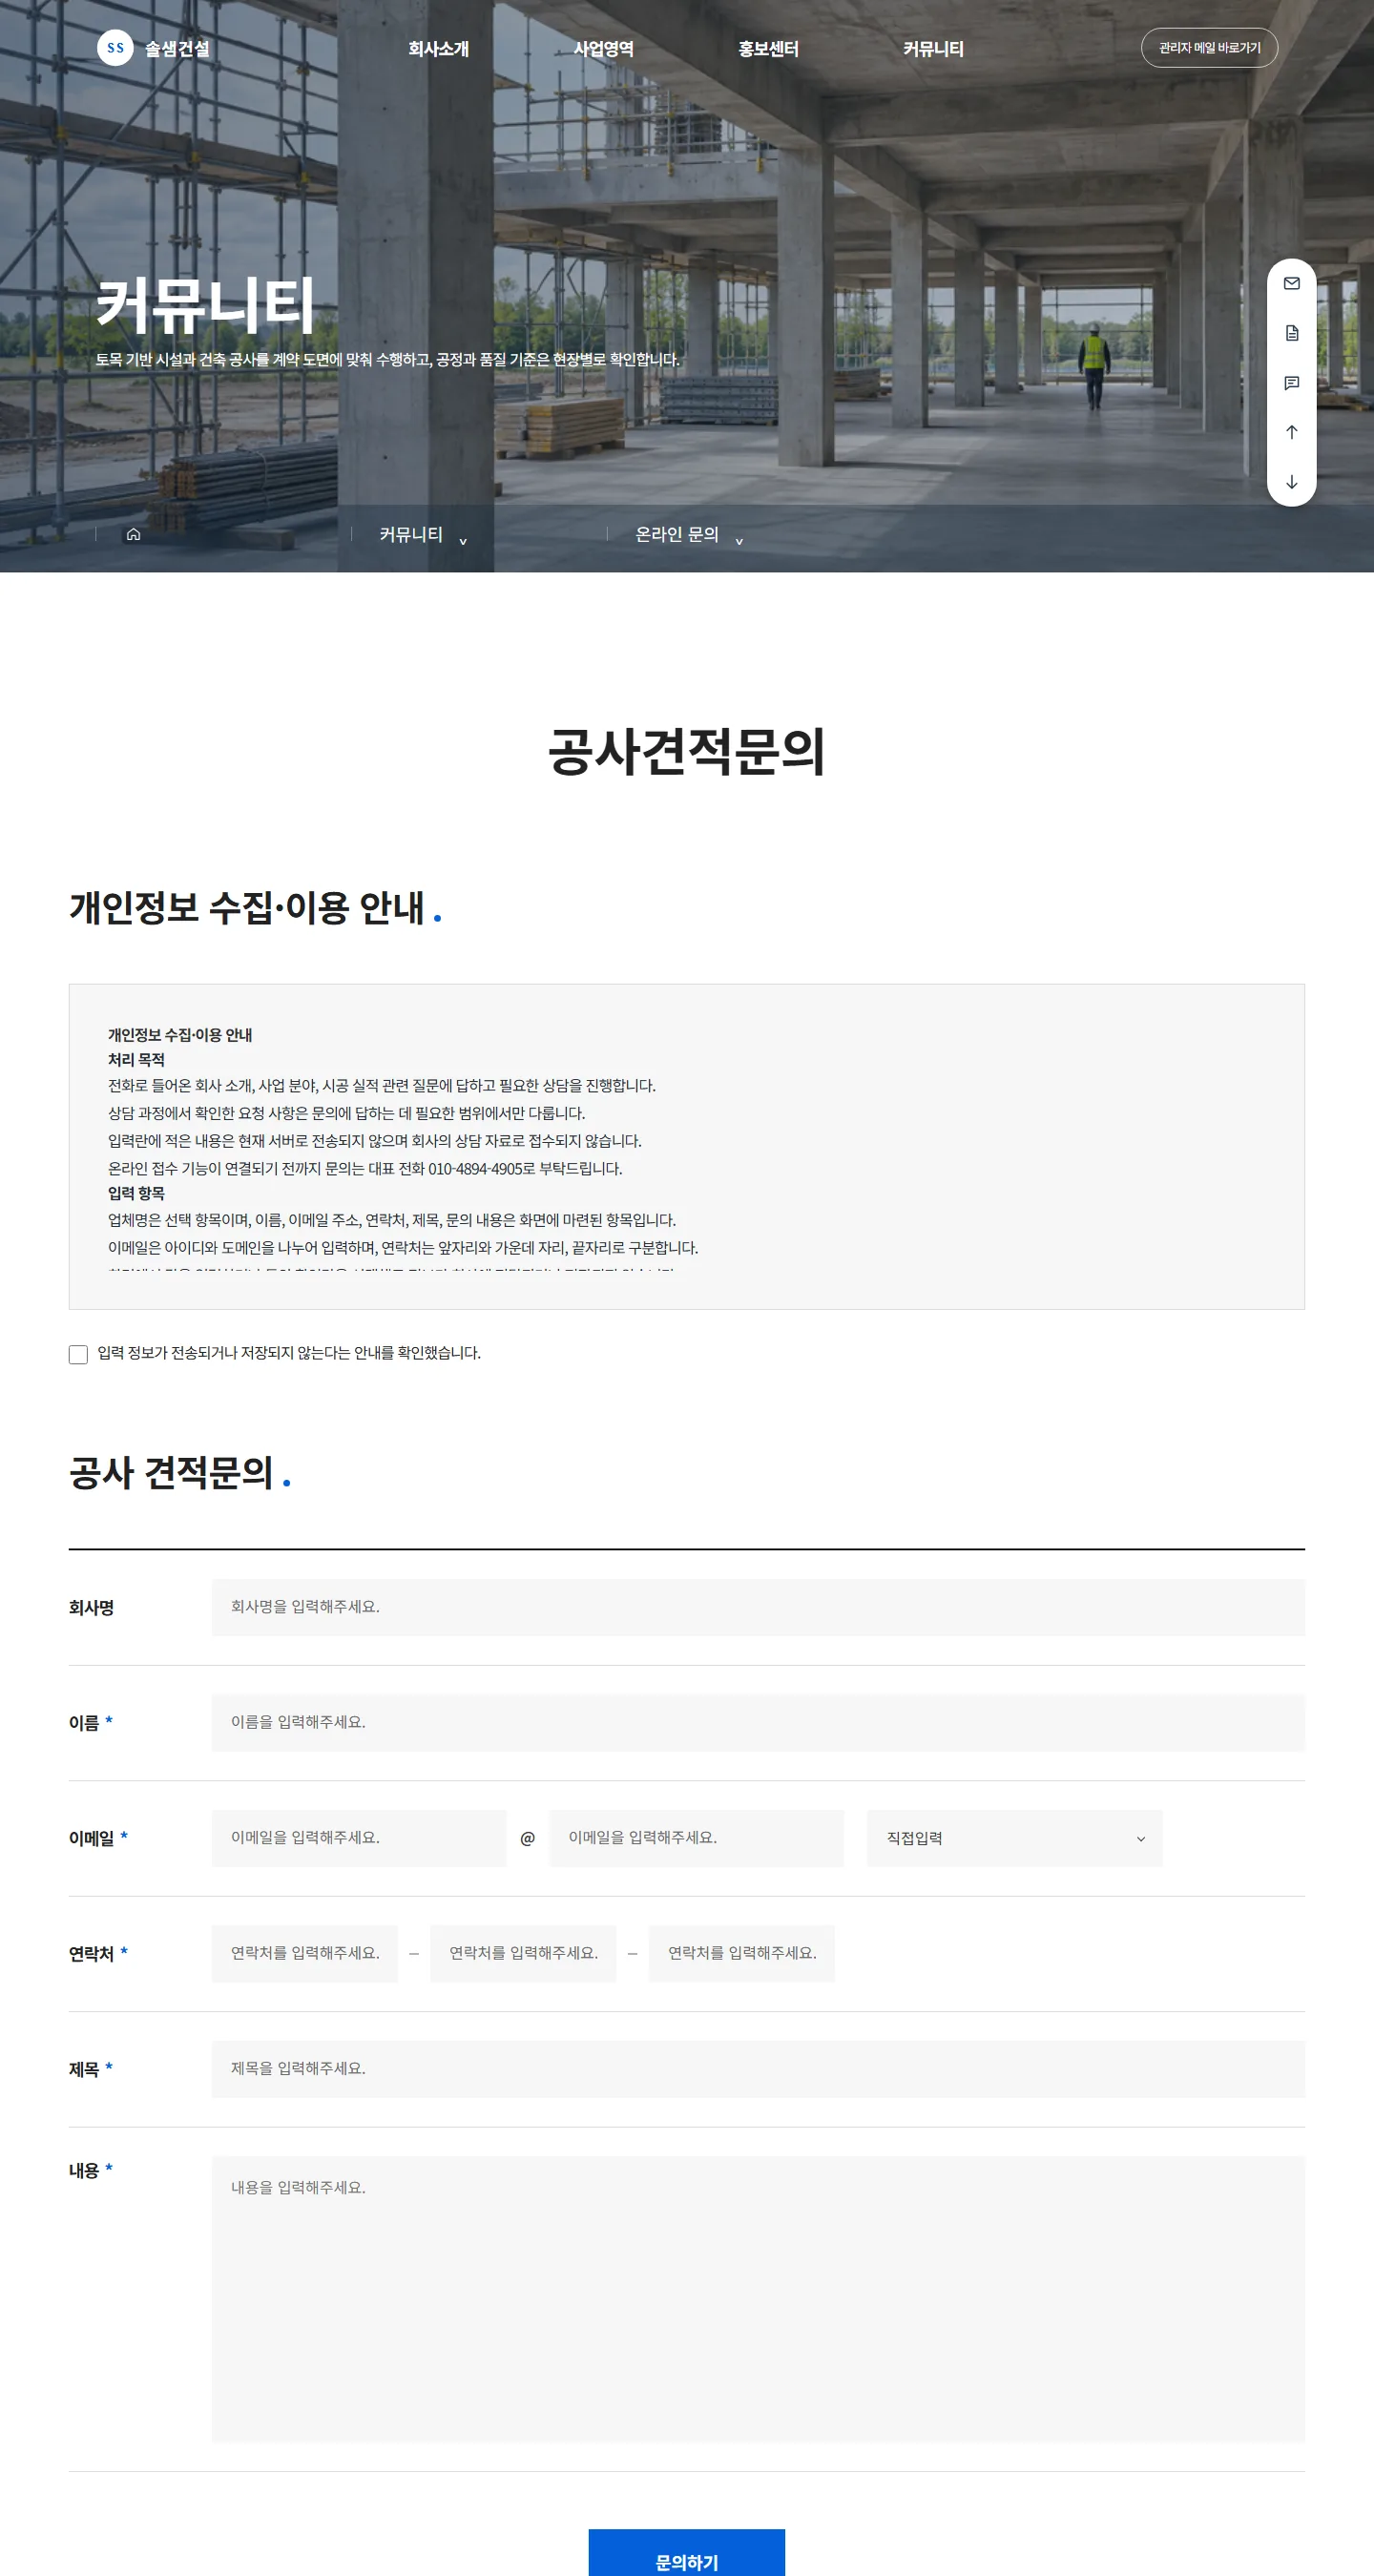 SS 솔샘건설
회사소개
사업영역
홍보센터
커뮤니티
관리자 메일 바로가기
커뮤니티
토목 기반 시설과 건축 공사를 계약 도면에 맞춰 수행하고, 공정과 품질 기준은 현장별로 확인합니다.
커뮤니티
온라인 문의
공사견적문의
개인정보 수집·이용 안내 .
개인정보 수집·이용 안내
처리 목적
전화로 들어온 회사 소개, 사업 분야, 시공 실적 관련 질문에 답하고 필요한 상담을 진행합니다.
상담 과정에서 확인한 요청 사항은 문의에 답하는 데 필요한 범위에서만 다룹니다.
입력란에 적은 내용은 현재 서버로 전송되지 않으며 회사의 상담 자료로 접수되지 않습니다.
온라인 접수 기능이 연결되기 전까지 문의는 대표 전화 010-4894-4905로 부탁드립니다.
입력 항목
업체명은 선택 항목이며, 이름, 이메일 주소, 연락처, 제목, 문의 내용은 화면에 마련된 항목입니다.
이메일은 아이디와 도메인을 나누어 입력하며, 연락처는 앞자리와 가운데 자리, 끝자리로 구분합니다.
입력 정보가 전송되거나 저장되지 않는다는 안내를 확인했습니다.
공사 견적문의 .
회사명
회사명을 입력해주세요.
이름 *
이름을 입력해주세요.
이메일 *
이메일을 입력해주세요.
@
이메일을 입력해주세요.
직접입력
연락처 *
연락처를 입력해주세요.
–
연락처를 입력해주세요.
–
연락처를 입력해주세요.
제목 *
제목을 입력해주세요.
내용 *
내용을 입력해주세요.
문의하기